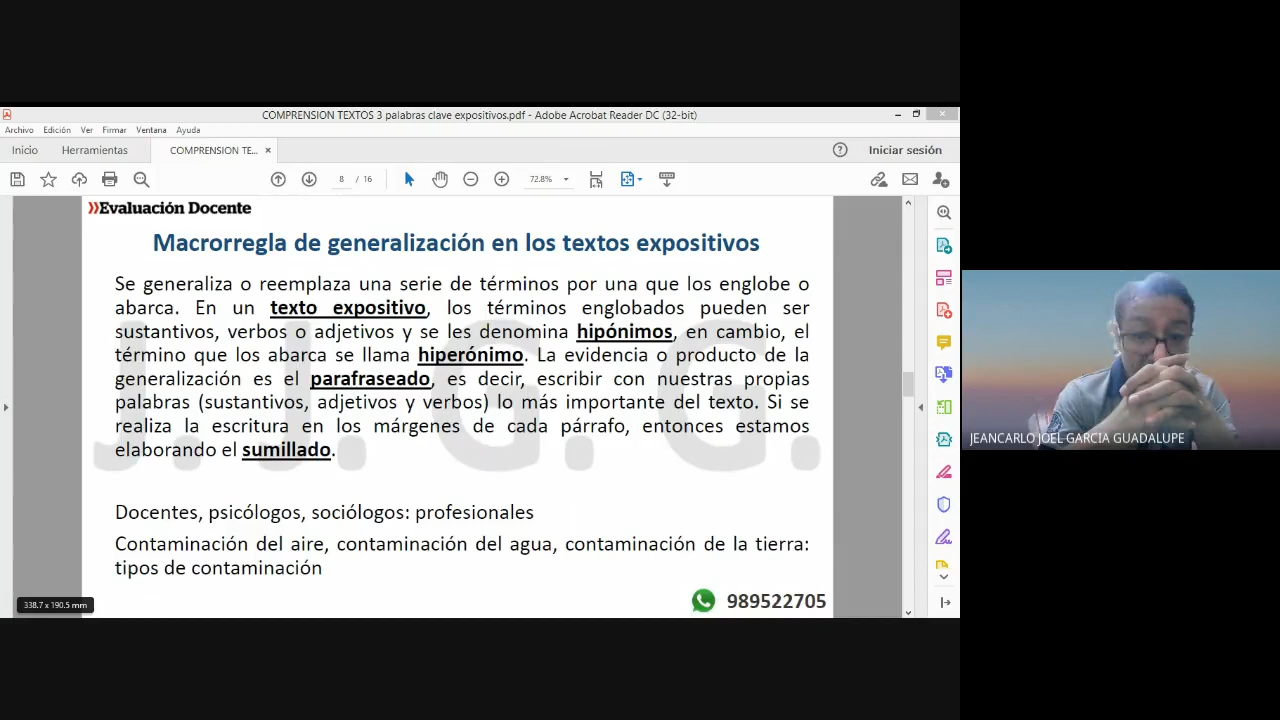 COMPRENSION TEXTOS 3 palabras clave expositivos.pdf - Adobe Acrobat Reader DC (32-bit)
Archivo Edición Ver Firmar Ventana Ayuda
Inicio Herramientas COMPRENSION TE... × Iniciar sesión
8 / 16 72.8%
»Evaluación Docente
Macrorregla de generalización en los textos expositivos
Se generaliza o reemplaza una serie de términos por una que los englobe o
abarca. En un texto expositivo, los términos englobados pueden ser
sustantivos, verbos o adjetivos y se les denomina hipónimos, en cambio, el
término que los abarca se llama hiperónimo. La evidencia o producto de la
generalización es el parafraseado, es decir, escribir con nuestras propias
palabras (sustantivos, adjetivos y verbos) lo más importante del texto. Si se
realiza la escritura en los márgenes de cada párrafo, entonces estamos
elaborando el sumillado.
J. J. G. G.
Docentes, psicólogos, sociólogos: profesionales
Contaminación del aire, contaminación del agua, contaminación de la tierra:
tipos de contaminación
338.7 x 190.5 mm
989522705
JEANCARLO JOEL GARCIA GUADALUPE